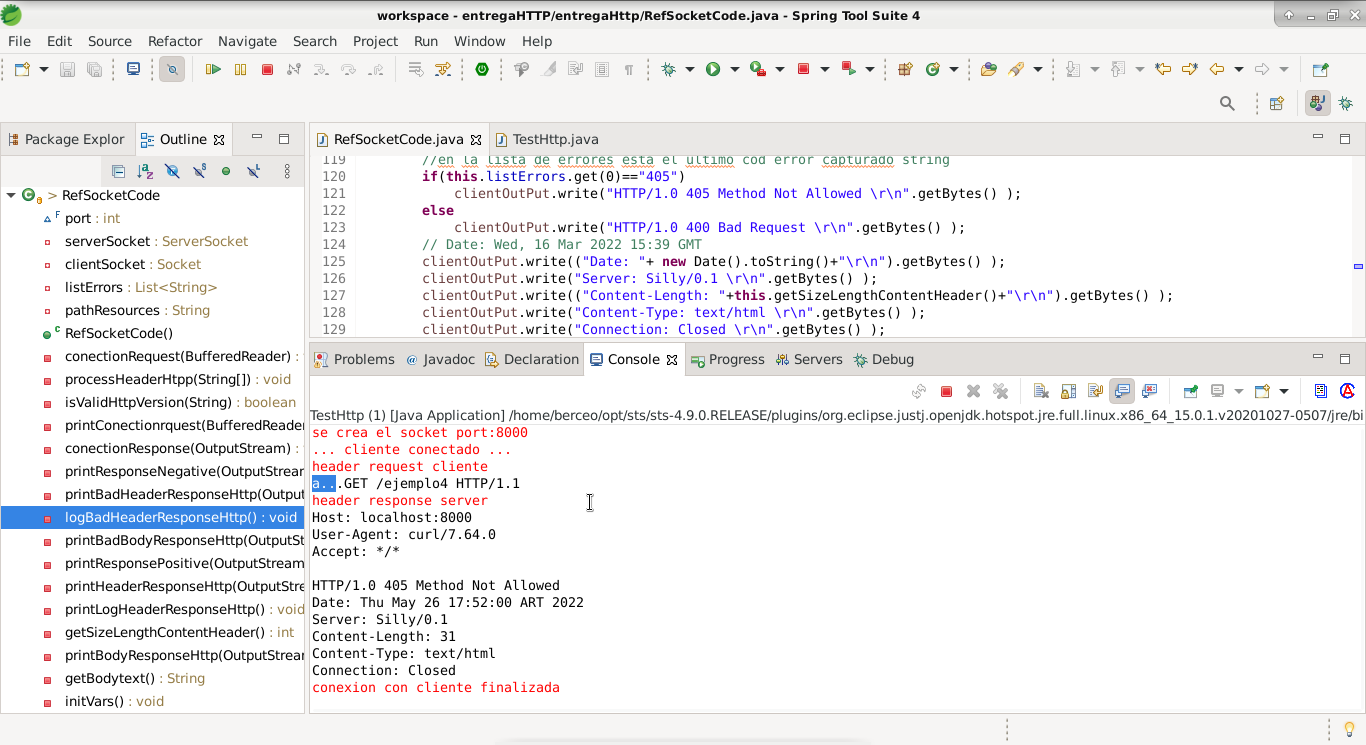 workspace - entregaHTTP/entregaHttp/RefSocketCode.java - Spring Tool Suite 4
File Edit Source Refactor Navigate Search Project Run Window Help
Package Explor Outline
RefSocketCode
port : int
serverSocket : ServerSocket
clientSocket : Socket
listErrors : List<String>
pathResources : String
RefSocketCode()
conectionRequest(BufferedReader) :
processHeaderHtpp(String[]) : void
isValidHttpVersion(String) : boolean
printConectionrquest(BufferedReader
conectionResponse(OutputStream) :
printResponseNegative(OutputStream
printBadHeaderResponseHttp(Output
logBadHeaderResponseHttp() : void
printBadBodyResponseHttp(OutputSt
printResponsePositive(OutputStream
printHeaderResponseHttp(OutputStre
printLogHeaderResponseHttp() : void
getSizeLengthContentHeader() : int
printBodyResponseHttp(OutputStrear
getBodytext() : String
initVars() : void
RefSocketCode.java TestHttp.java
119 //en la lista de errores esta el ultimo cod error capturado string
120 if(this.listErrors.get(0)=="405")
121 clientOutPut.write("HTTP/1.0 405 Method Not Allowed \r\n".getBytes() );
122 else
123 clientOutPut.write("HTTP/1.0 400 Bad Request \r\n".getBytes() );
124 // Date: Wed, 16 Mar 2022 15:39 GMT
125 clientOutPut.write(("Date: "+ new Date().toString()+"\r\n").getBytes() );
126 clientOutPut.write("Server: Silly/0.1 \r\n".getBytes() );
127 clientOutPut.write(("Content-Length: "+this.getSizeLengthContentHeader()+"\r\n").getBytes() );
128 clientOutPut.write("Content-Type: text/html \r\n".getBytes() );
129 clientOutPut.write("Connection: Closed \r\n".getBytes() );
Problems @ Javadoc Declaration Console Progress Servers Debug
TestHttp (1) [Java Application] /home/berceo/opt/sts/sts-4.9.0.RELEASE/plugins/org.eclipse.justj.openjdk.hotspot.jre.full.linux.x86_64_15.0.1.v20201027-0507/jre/bi
se crea el socket port:8000
... cliente conectado ...
header request cliente
a...GET /ejemplo4 HTTP/1.1
header response server
Host: localhost:8000
User-Agent: curl/7.64.0
Accept: */*
HTTP/1.0 405 Method Not Allowed
Date: Thu May 26 17:52:00 ART 2022
Server: Silly/0.1
Content-Length: 31
Content-Type: text/html
Connection: Closed
conexion con cliente finalizada